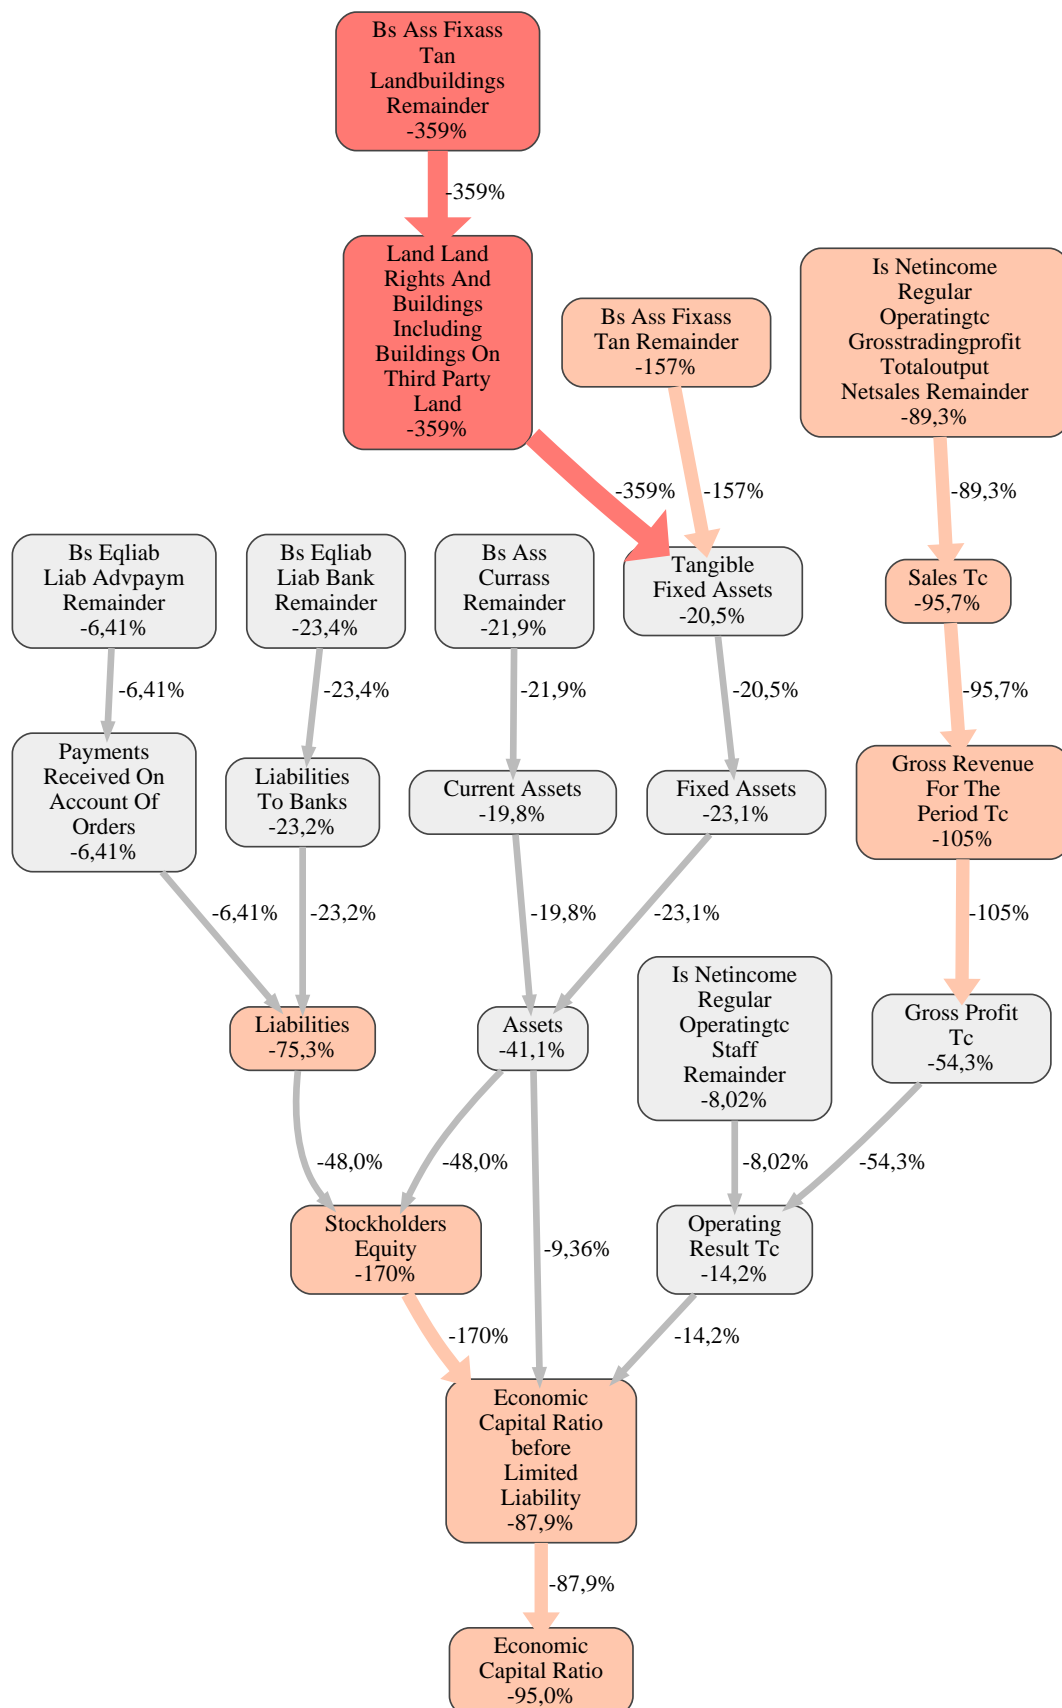 Bs Ass Fixass
Tan
Landbuildings
Remainder
-359%
-359%
Land Land
Rights And
Buildings
Including
Buildings On
Third Party
Land
-359%
Bs Ass Fixass
Tan Remainder
-157%
Is Netincome
Regular
Operatingtc
Grosstradingprofit
Totaloutput
Netsales Remainder
-89,3%
-359%
-157%
-89,3%
Bs Eqliab
Liab Advpaym
Remainder
-6,41%
Bs Eqliab
Liab Bank
Remainder
-23,4%
Bs Ass
Currass
Remainder
-21,9%
Tangible
Fixed Assets
-20,5%
Sales Tc
-95,7%
-6,41%
-23,4%
-21,9%
-20,5%
-95,7%
Payments
Received On
Account Of
Orders
-6,41%
Liabilities
To Banks
-23,2%
Current Assets
-19,8%
Fixed Assets
-23,1%
Gross Revenue
For The
Period Tc
-105%
-6,41%
-23,2%
-19,8%
-23,1%
-105%
Liabilities
-75,3%
Assets
-41,1%
Is Netincome
Regular
Operatingtc
Staff
Remainder
-8,02%
Gross Profit
Tc
-54,3%
-48,0%
-48,0%
-8,02%
-54,3%
Stockholders
Equity
-170%
-9,36%
Operating
Result Tc
-14,2%
-170%
-14,2%
Economic
Capital Ratio
before
Limited
Liability
-87,9%
-87,9%
Economic
Capital Ratio
-95,0%